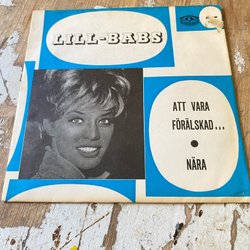 LILL-BABS
ATT VARA
FÖRÄLSKAD...
NÄRA